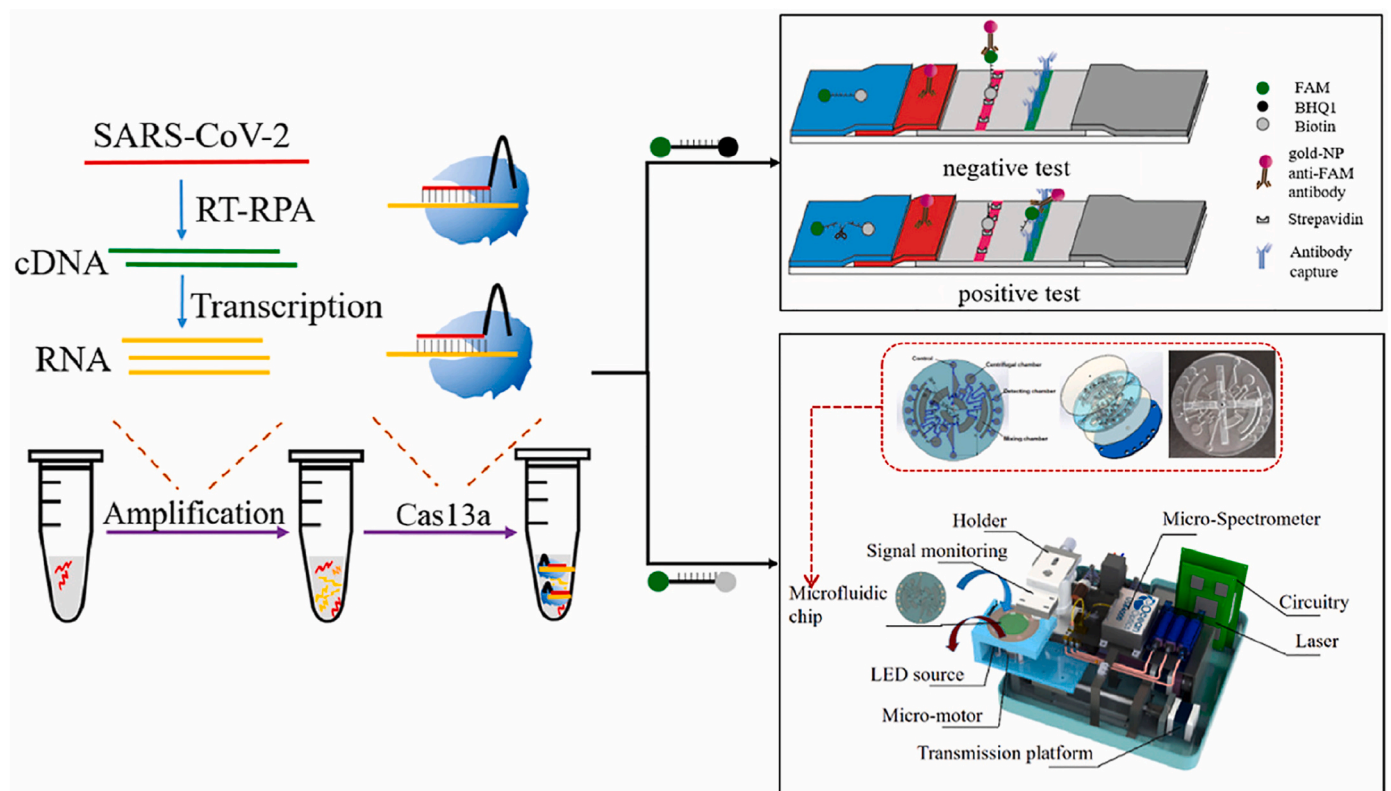 SARS-CoV-2
RT-RPA
cDNA
Transcription
RNA
Amplification
Cas13a
negative test
positive test
FAM
BHQ1
Biotin
gold-NP
anti-FAM
antibody
Strepavidin
Antibody
capture
Control
Centrifugal chamber
Detecting chamber
Mixing chamber
Holder
Micro-Spectrometer
Signal monitoring
Microfluidic
chip
Circuitry
Laser
LED source
Micro-motor
Transmission platform